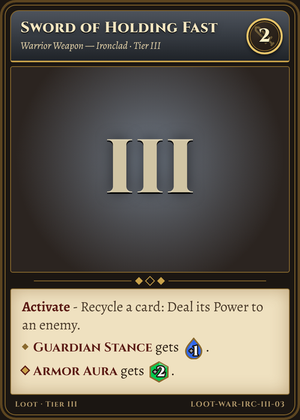 Sword of Holding Fast
Warrior Weapon — Ironclad · Tier III
2
III
Activate - Recycle a card: Deal its Power to
an enemy.
Guardian Stance gets 1 .
Armor Aura gets 2 .
Loot · Tier III
LOOT-WAR-IRC-III-03